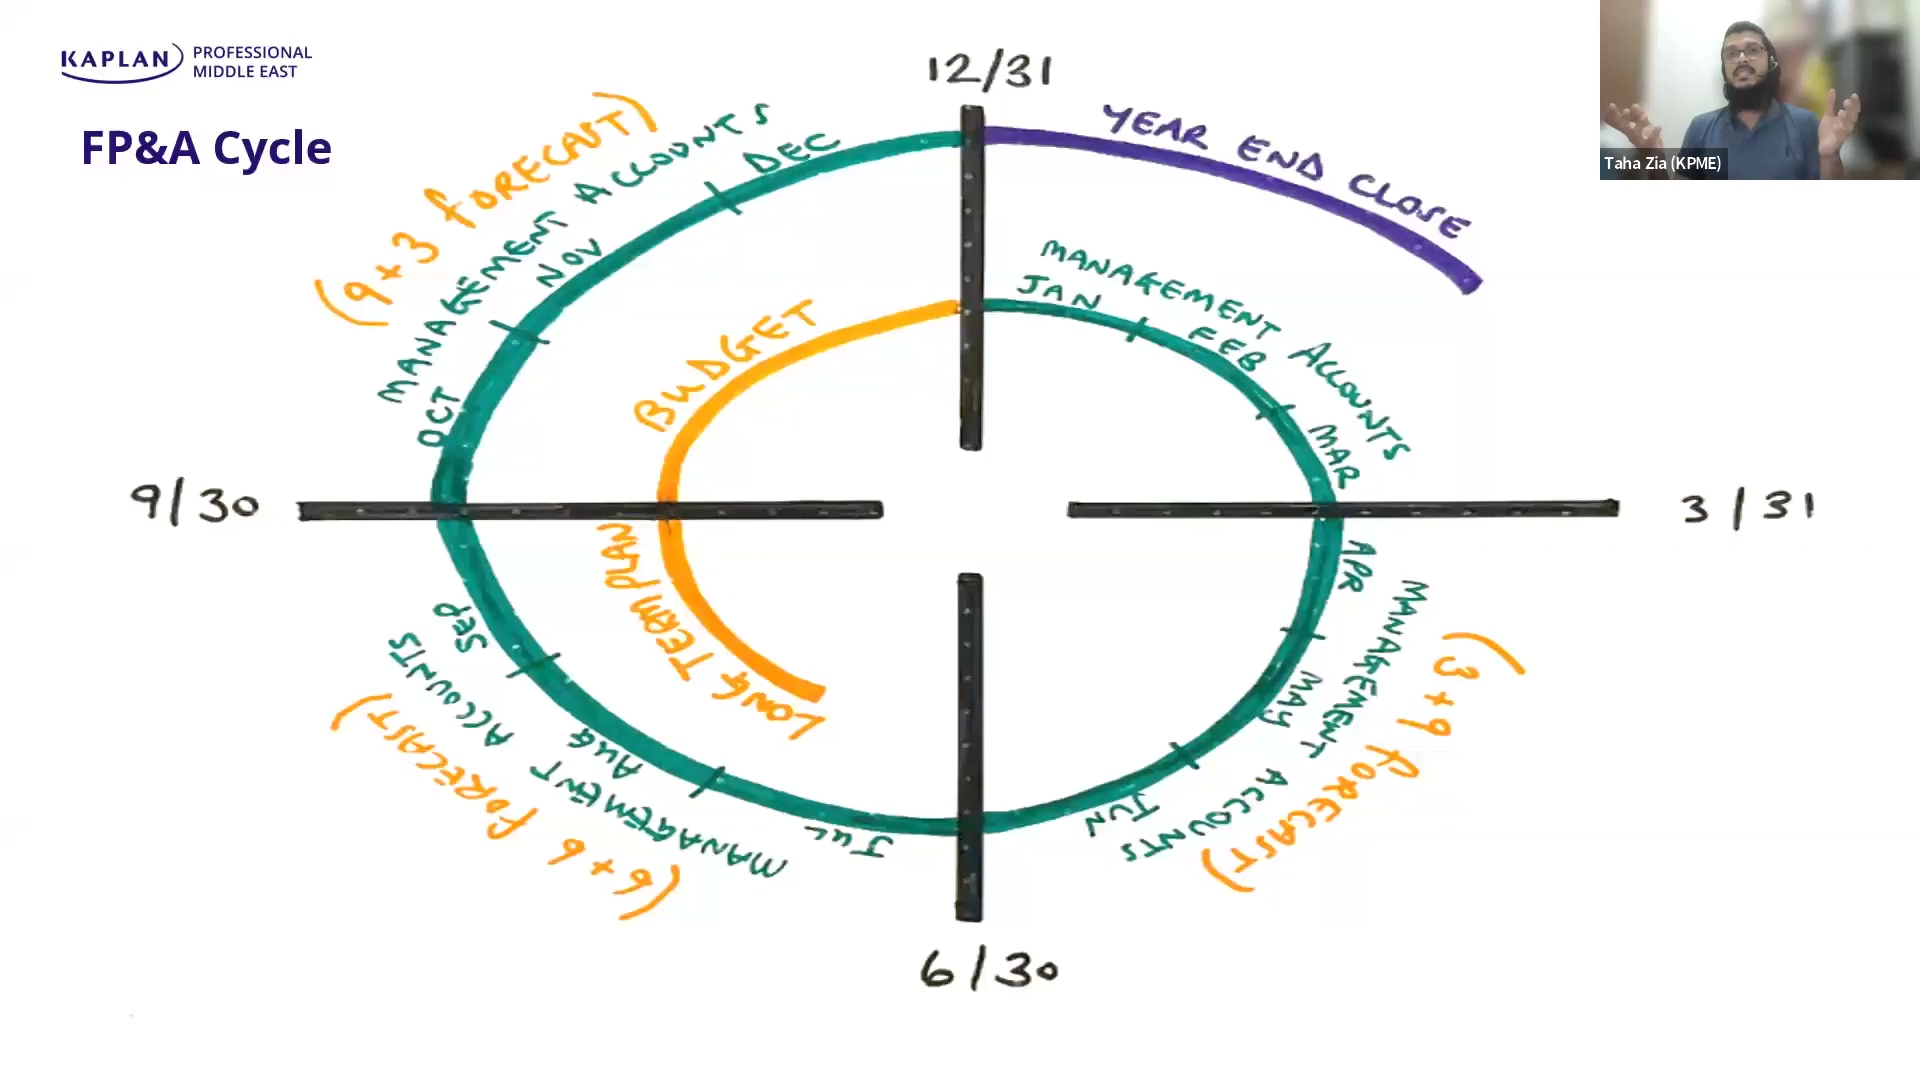 KAPLAN PROFESSIONAL
MIDDLE EAST
FP&A Cycle
Taha Zia (KPME)
12/31
YEAR END CLOSE
MANAGEMENT ACCOUNTS
JAN
FEB
MAR
3/31
APR
MAY
JUN
MANAGEMENT ACCOUNTS
(3+9 FORECAST)
6/30
JUL
AUG
SEP
MANAGEMENT ACCOUNTS
(6+6 FORECAST)
9/30
OCT
NOV
DEC
MANAGEMENT ACCOUNTS
(9+3 FORECAST)
LONG TERM PLAN
BUDGET